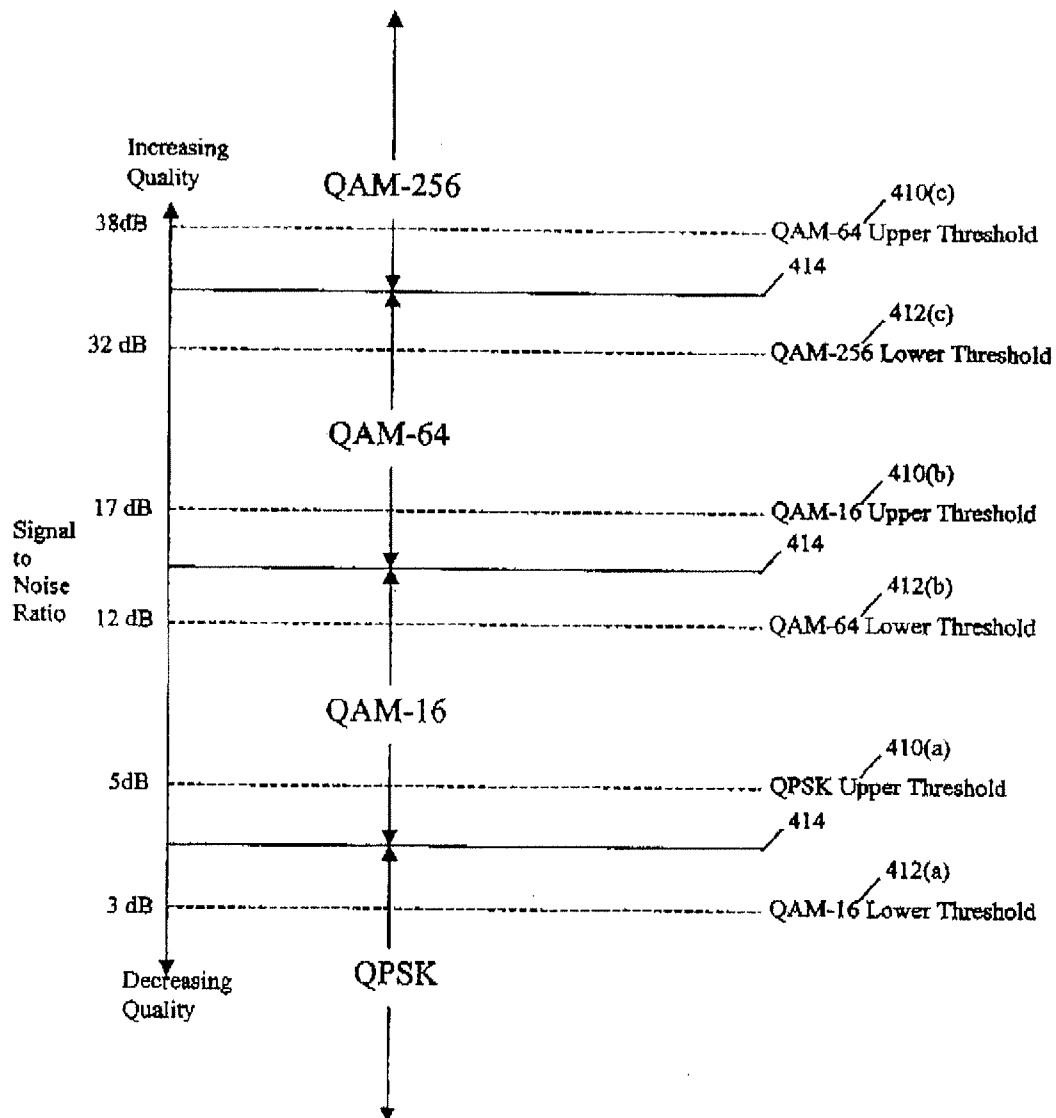 Increasing
Quality
QAM-256
410(c)
38dB
QAM-64 Upper Threshold
414
412(c)
32 dB
QAM-256 Lower Threshold
QAM-64
410(b)
17 dB
QAM-16 Upper Threshold
Signal
to
Noise
Ratio
414
412(b)
12 dB
QAM-64 Lower Threshold
QAM-16
410(a)
5dB
QPSK Upper Threshold
414
412(a)
3 dB
QAM-16 Lower Threshold
QPSK
Decreasing
Quality